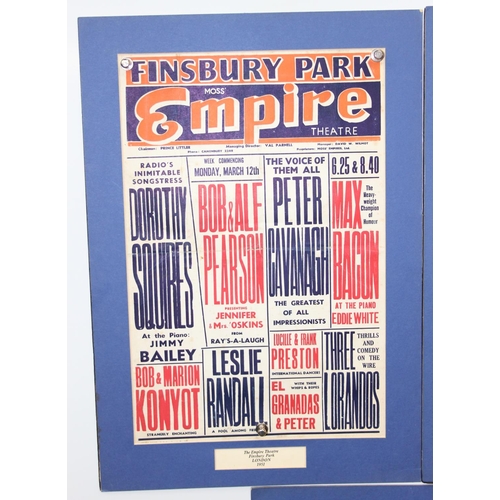 FINSBURY PARK
MOSS'
Empire
THEATRE
Chairman: PRINCE LITTLER
Managing Director: VAL PARNELL
RADIO'S
INIMITABLE
SONGSTRESS
DOROTHY
SQUIRES
At the Piano:
JIMMY
BAILEY
BOB & MARION
KONYOT
STRANGELY ENCHANTING
WEEK COMMENCING
MONDAY, MARCH 12th
BOB & ALF
PEARSON
PRESENTING
JENNIFER
& Mrs. 'OSKINS
FROM
RAY'S-A-LAUGH
LESLIE
RANDALL
A FOOL AMONG
THE VOICE OF
THEM ALL
PETER
CAVANAGH
THE GREATEST
OF ALL
IMPRESSIONISTS
LUCILLE & FRANK
PRESTON
INTERNATIONAL DANCERS
WITH THEIR
WHIPS & ROPES
EL
GRANADAS
& PETER
6.25 & 8.40
The
Heavy-
weight
Champion
of
Humour
MAX
BACON
AT THE PIANO
EDDIE WHITE
THRILLS
AND
COMEDY
ON THE
WIRE
THREE
LORANDOS
The Empire Theatre
Finsbury Park
LONDON
1951